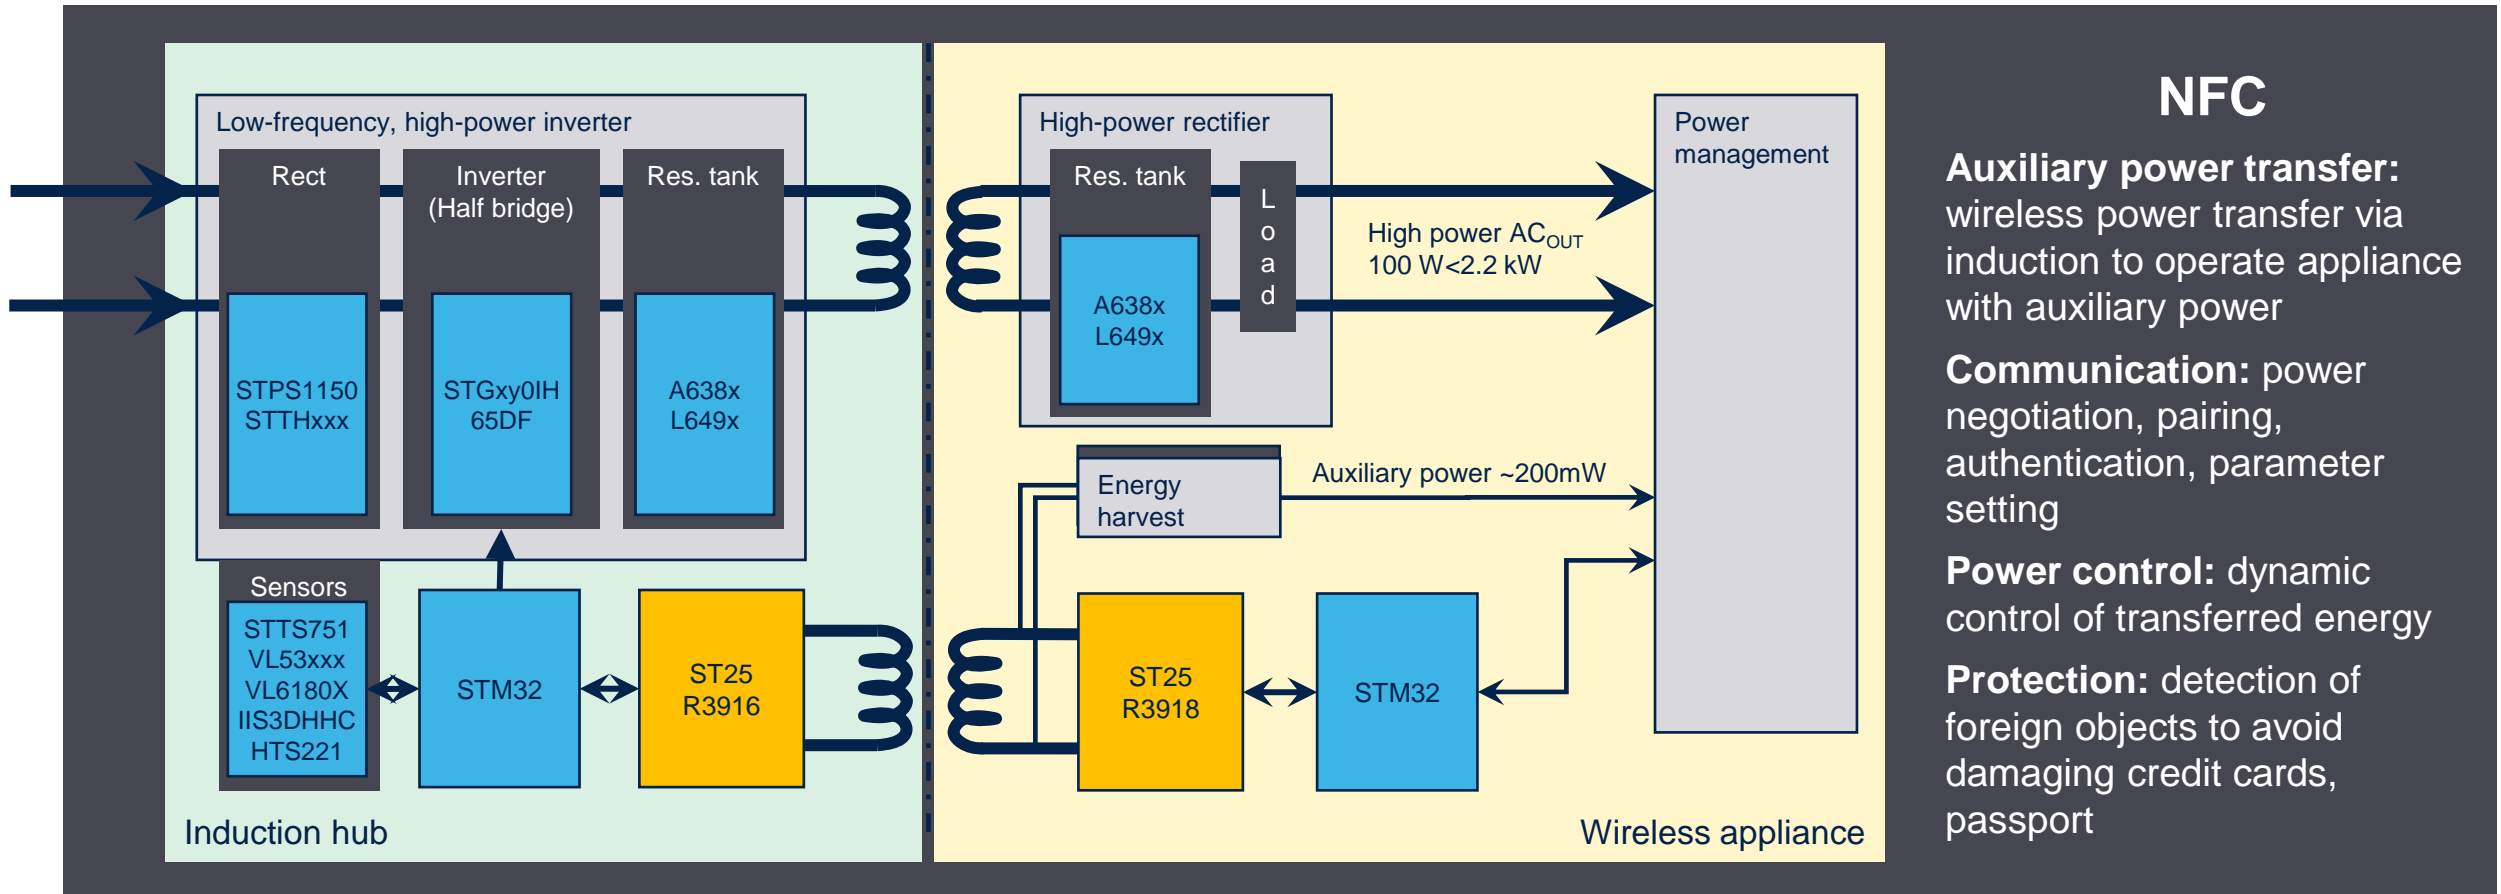 Low-frequency, high-power inverter
Rect
Inverter
(Half bridge)
Res. tank
STPS1150
STTHxxx
STGxy0IH
65DF
A638x
L649x
Sensors
STTS751
VL53xxx
VL6180X
IIS3DHHC
HTS221
STM32
ST25
R3916
Induction hub
High-power rectifier
Res. tank
A638x
L649x
Load
High power ACOUT
100 W<2.2 kW
Power
management
Energy
harvest
Auxiliary power ~200mW
ST25
R3918
STM32
Wireless appliance
NFC
Auxiliary power transfer:
wireless power transfer via
induction to operate appliance
with auxiliary power
Communication: power
negotiation, pairing,
authentication, parameter
setting
Power control: dynamic
control of transferred energy
Protection: detection of
foreign objects to avoid
damaging credit cards,
passport